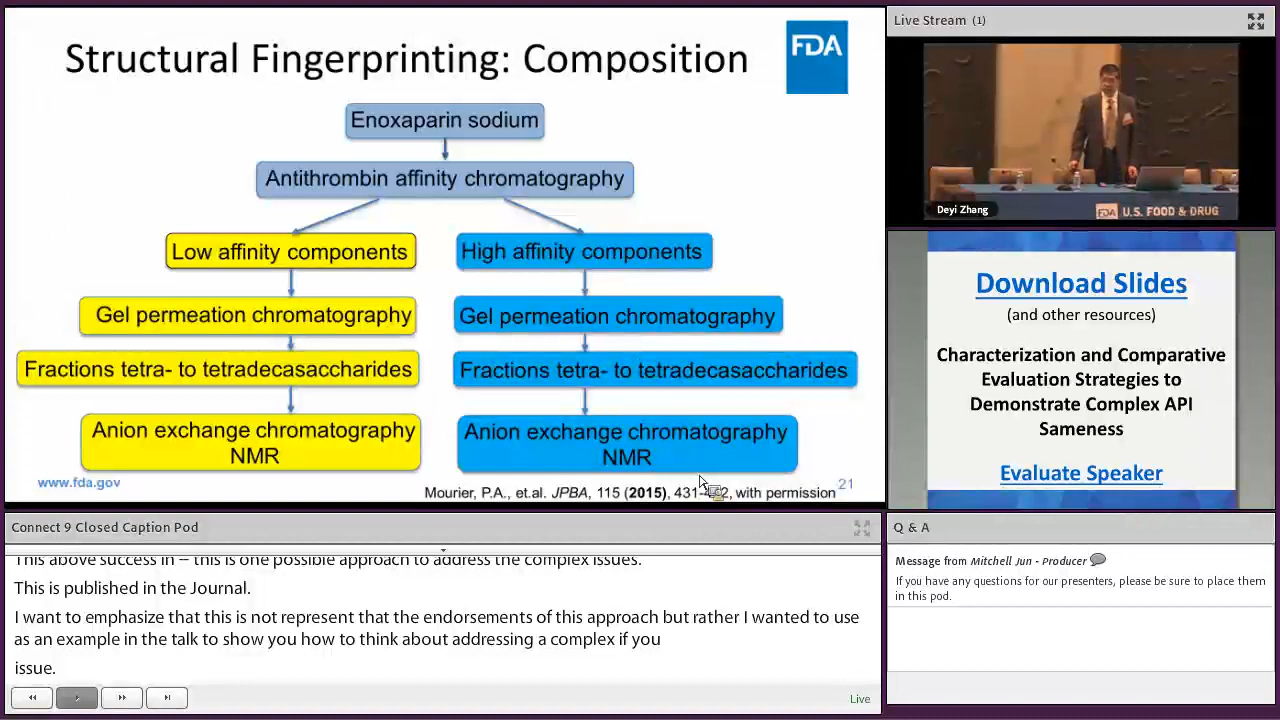 Structural Fingerprinting: Composition
FDA
Enoxaparin sodium
Antithrombin affinity chromatography
Low affinity components
High affinity components
Gel permeation chromatography
Gel permeation chromatography
Fractions tetra- to tetradecasaccharides
Fractions tetra- to tetradecasaccharides
Anion exchange chromatography
NMR
Anion exchange chromatography
NMR
www.fda.gov
21
Mourier, P.A., et.al. JPBA, 115 (2015), 431- 2, with permission
Live Stream (1)
Deyi Zhang
FDA U.S. FOOD & DRUG
Download Slides
(and other resources)
Characterization and Comparative
Evaluation Strategies to
Demonstrate Complex API
Sameness
Evaluate Speaker
Connect 9 Closed Caption Pod
This above success in -- this is one possible approach to address the complex issues.
This is published in the Journal.
I want to emphasize that this is not represent that the endorsements of this approach but rather I wanted to use
as an example in the talk to show you how to think about addressing a complex if you
issue.
Live
Q & A
Message from Mitchell Jun - Producer
If you have any questions for our presenters, please be sure to place them
in this pod.